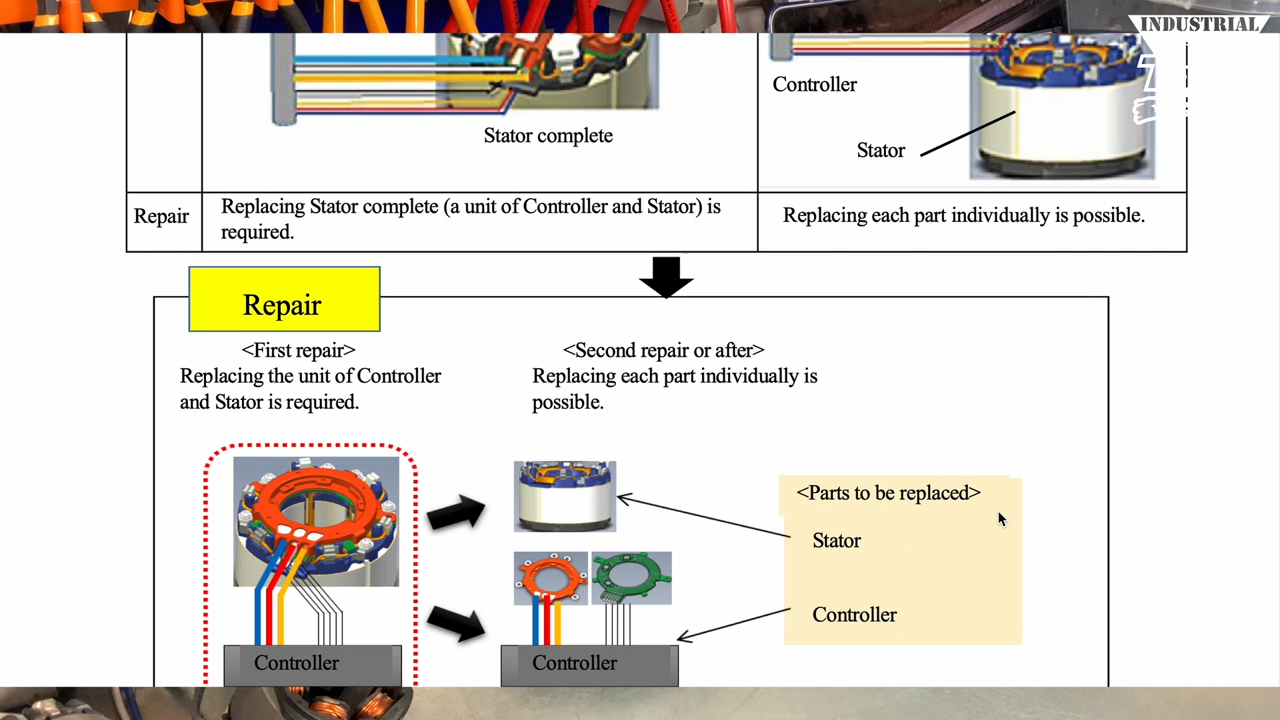 INDUSTRIAL
Controller
Stator complete
Stator
Repair
Replacing Stator complete (a unit of Controller and Stator) is
required.
Replacing each part individually is possible.
Repair
<First repair>
Replacing the unit of Controller
and Stator is required.
<Second repair or after>
Replacing each part individually is
possible.
<Parts to be replaced>
Stator
Controller
Controller
Controller